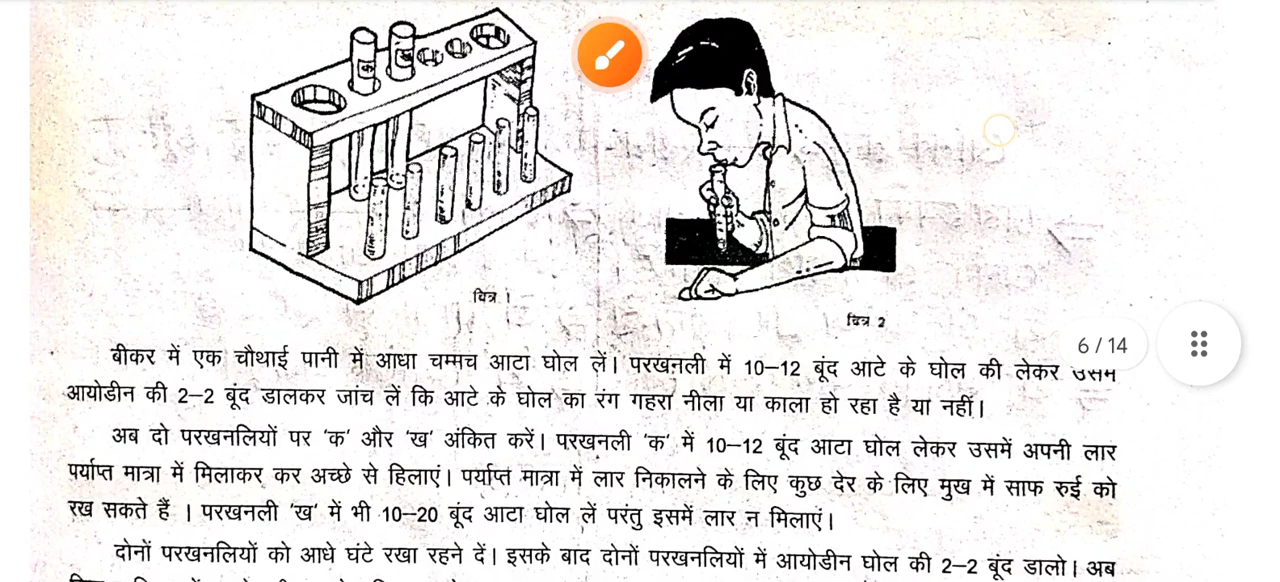 क
ख
चित्र 1
चित्र 2
6 / 14
बीकर में एक चौथाई पानी में आधा चम्मच आटा घोल लें। परखनली में 10–12 बूंद आटे के घोल की लेकर उसमें
आयोडीन की 2–2 बूंद डालकर जांच लें कि आटे के घोल का रंग गहरा नीला या काला हो रहा है या नहीं।
अब दो परखनलियों पर ‘क’ और ‘ख’ अंकित करें। परखनली ‘क’ में 10–12 बूंद आटा घोल लेकर उसमें अपनी लार
पर्याप्त मात्रा में मिलाकर कर अच्छे से हिलाएं। पर्याप्त मात्रा में लार निकालने के लिए कुछ देर के लिए मुख में साफ रुई को
रख सकते हैं । परखनली ‘ख’ में भी 10–20 बूंद आटा घोल लें परंतु इसमें लार न मिलाएं।
दोनों परखनलियों को आधे घंटे रखा रहने दें। इसके बाद दोनों परखनलियों में आयोडीन घोल की 2–2 बूंद डालो। अब